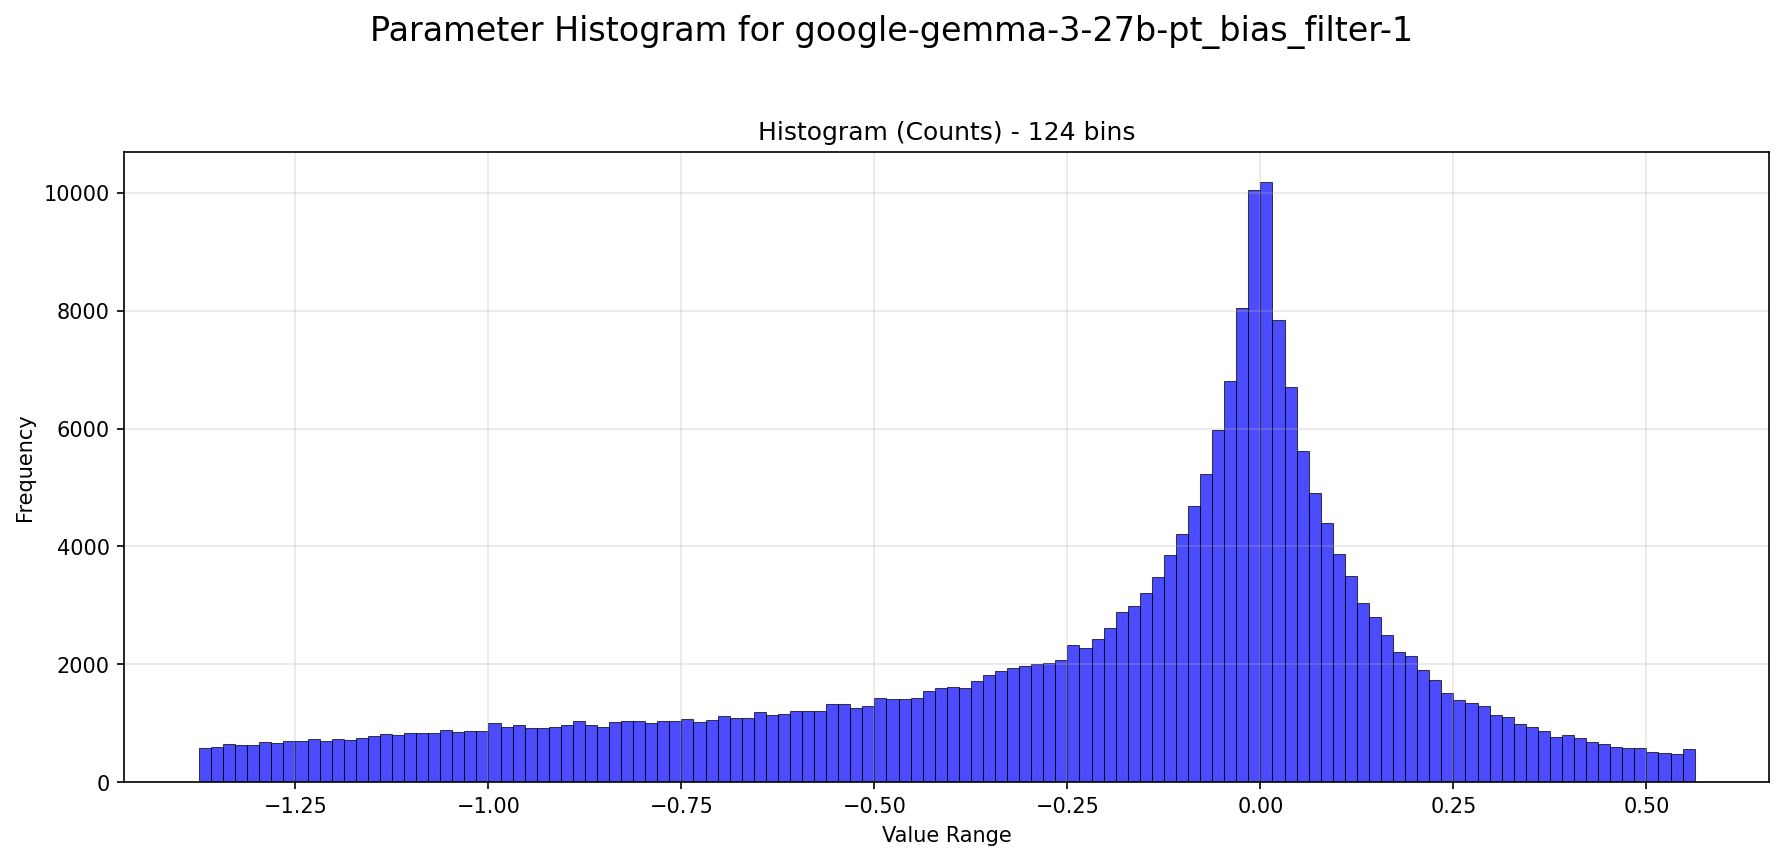 Parameter Histogram for google-gemma-3-27b-pt_bias_filter-1
Histogram (Counts) - 124 bins
10000
8000
6000
4000
2000
0
Frequency
−1.25 −1.00 −0.75 −0.50 −0.25 0.00 0.25 0.50
Value Range